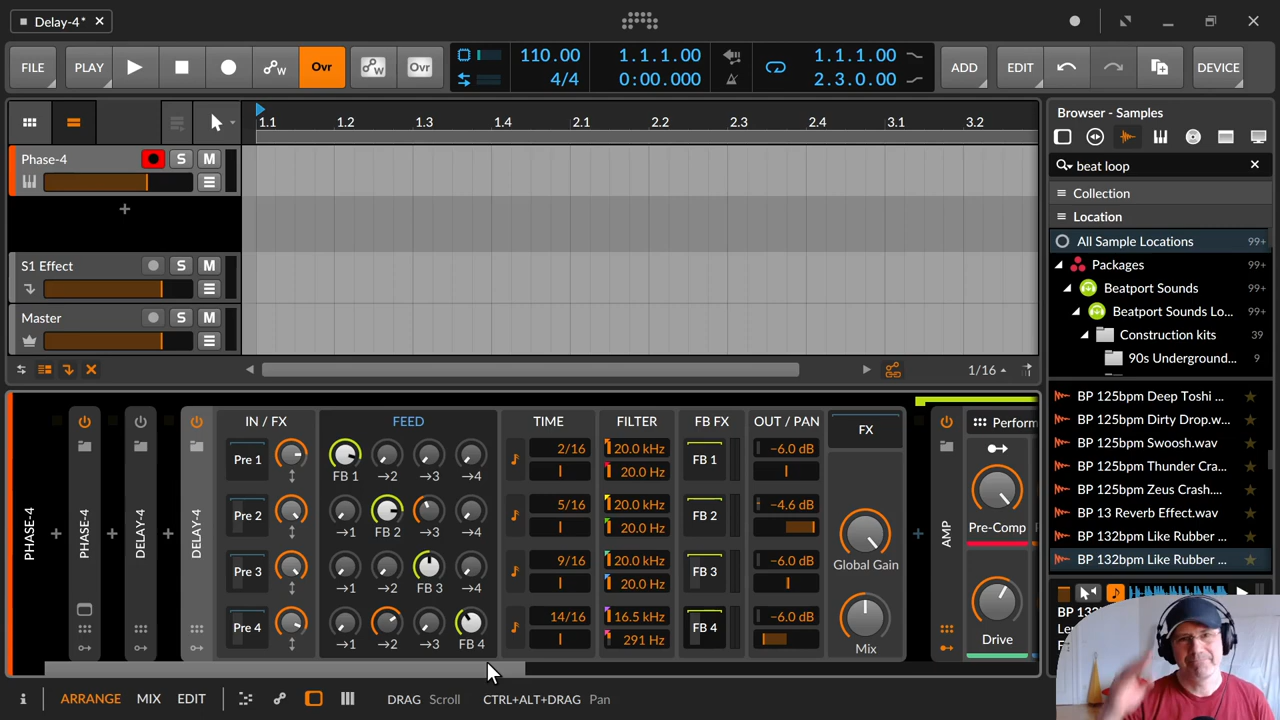 Delay-4*
FILE
PLAY
Ovr
Ovr
110.00
4/4
1.1.1.00
0:00.000
1.1.1.00
2.3.0.00
ADD
EDIT
DEVICE
1.1
1.2
1.3
1.4
2.1
2.2
2.3
2.4
3.1
3.2
Phase-4
S
M
S1 Effect
S
M
Master
S
M
1/16
Browser - Samples
beat loop
Collection
Location
All Sample Locations 99+
Packages 99+
Beatport Sounds 99+
Beatport Sounds Lo... 99+
Construction kits 39
90s Underground... 9
BP 125bpm Deep Toshi ...
BP 125bpm Dirty Drop.w...
BP 125bpm Swoosh.wav
BP 125bpm Thunder Cra...
BP 125bpm Zeus Crash....
BP 13 Reverb Effect.wav
BP 132bpm Like Rubber ...
BP 132bpm Like Rubber ...
PHASE-4
PHASE-4
DELAY-4
DELAY-4
IN / FX
FEED
TIME
FILTER
FB FX
OUT / PAN
FX
Pre 1
FB 1
→2
→3
→4
2/16
20.0 kHz
20.0 Hz
FB 1
-6.0 dB
Pre 2
→1
FB 2
→3
→4
5/16
20.0 kHz
20.0 Hz
FB 2
-4.6 dB
Pre 3
→1
→2
FB 3
→4
9/16
20.0 kHz
20.0 Hz
FB 3
-6.0 dB
Pre 4
→1
→2
→3
FB 4
14/16
16.5 kHz
291 Hz
FB 4
-6.0 dB
Global Gain
Mix
AMP
Perform
Pre-Comp
Drive
ARRANGE
MIX
EDIT
DRAG Scroll
CTRL+ALT+DRAG Pan